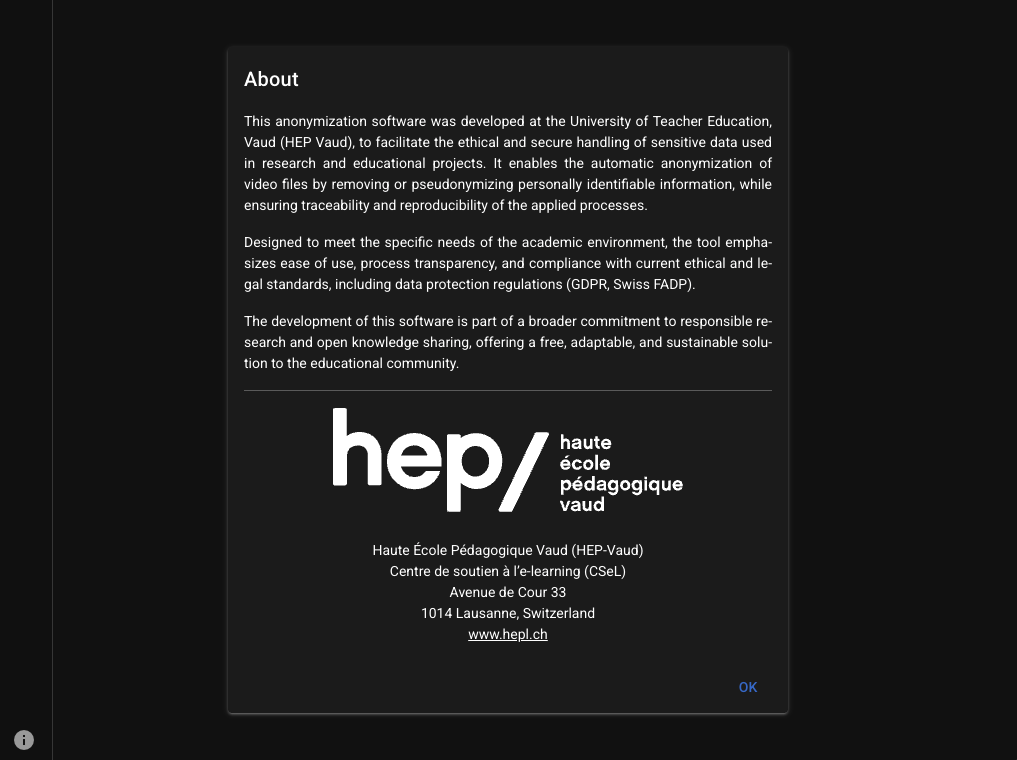 About
This anonymization software was developed at the University of Teacher Education,
Vaud (HEP Vaud), to facilitate the ethical and secure handling of sensitive data used
in research and educational projects. It enables the automatic anonymization of
video files by removing or pseudonymizing personally identifiable information, while
ensuring traceability and reproducibility of the applied processes.
Designed to meet the specific needs of the academic environment, the tool empha-
sizes ease of use, process transparency, and compliance with current ethical and le-
gal standards, including data protection regulations (GDPR, Swiss FADP).
The development of this software is part of a broader commitment to responsible re-
search and open knowledge sharing, offering a free, adaptable, and sustainable solu-
tion to the educational community.
hep/
haute
école
pédagogique
vaud
Haute École Pédagogique Vaud (HEP-Vaud)
Centre de soutien à l’e-learning (CSeL)
Avenue de Cour 33
1014 Lausanne, Switzerland
www.hepl.ch
OK